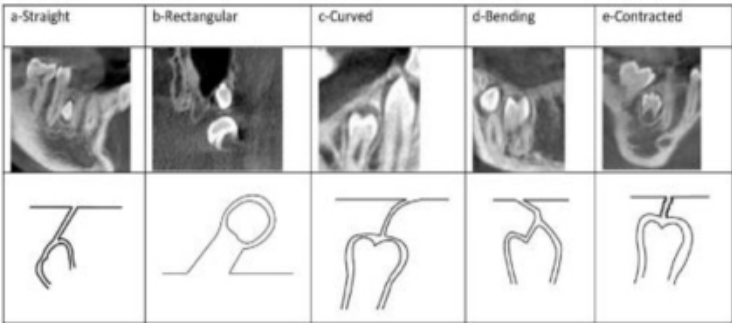 a-Straight
b-Rectangular
c-Curved
d-Bending
e-Contracted